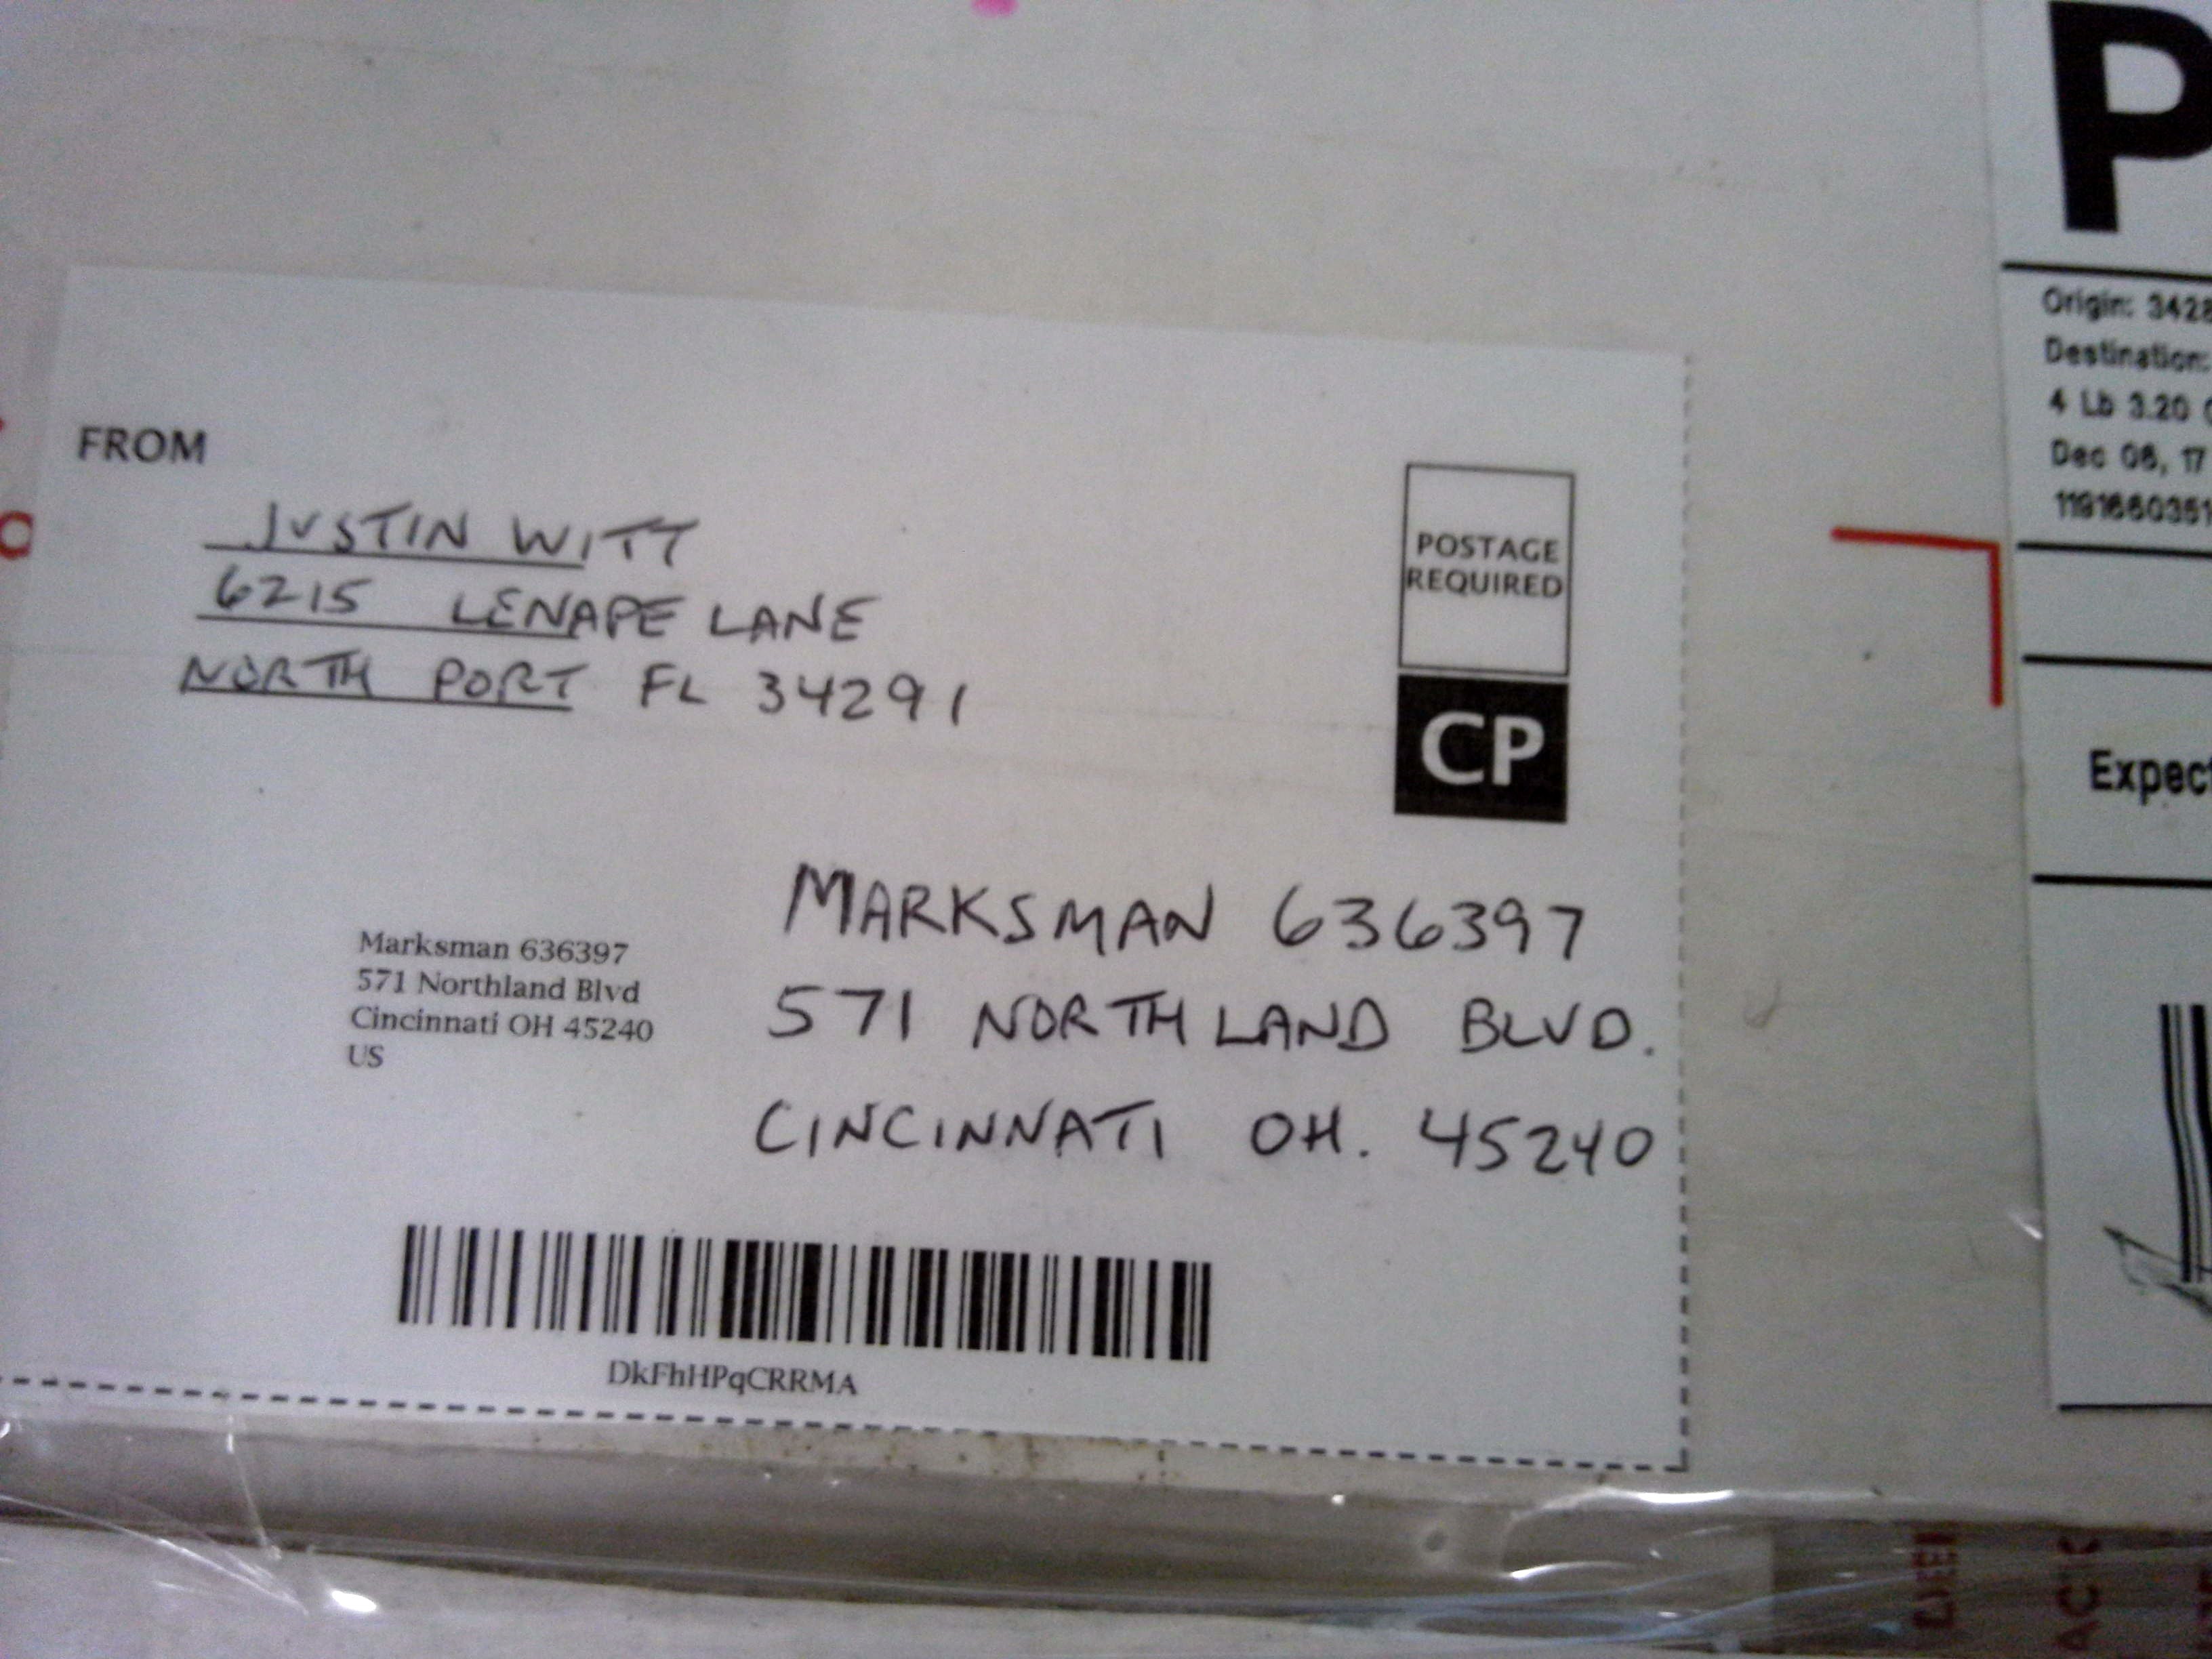 FROM
JUSTIN WITT
6215 LENAPE LANE
NORTH PORT FL 34291
POSTAGE
REQUIRED
CP
MARKSMAN 636397
571 NORTHLAND BLVD.
CINCINNATI OH. 45240
Marksman 636397
571 Northland Blvd
Cincinnati OH 45240
US
DkFhHPqCRRMA
P
Origin: 3428
Destination:
4 Lb 3.20
Dec 06, 17
1191660351
Expect